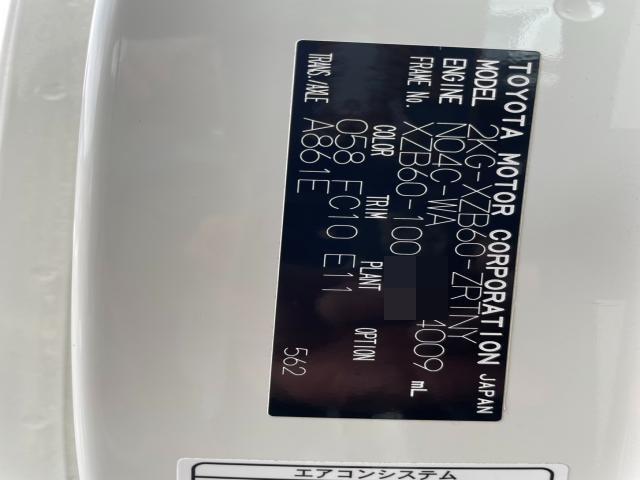 TOYOTA MOTOR CORPORATION JAPAN
MODEL 2KG-XZB60-ZRTNY
ENGINE N04C-WA 4009 mL
FRAME No. XZB60-100
COLOR TRIM PLANT OPTION
058 FC10 E11
TRANS./AXLE A861E 562
エアコンシステム